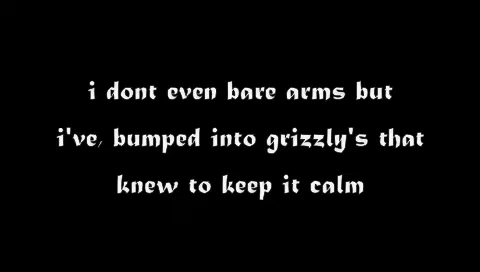 i dont even bare arms but
i've, bumped into grizzly's that
knew to keep it calm